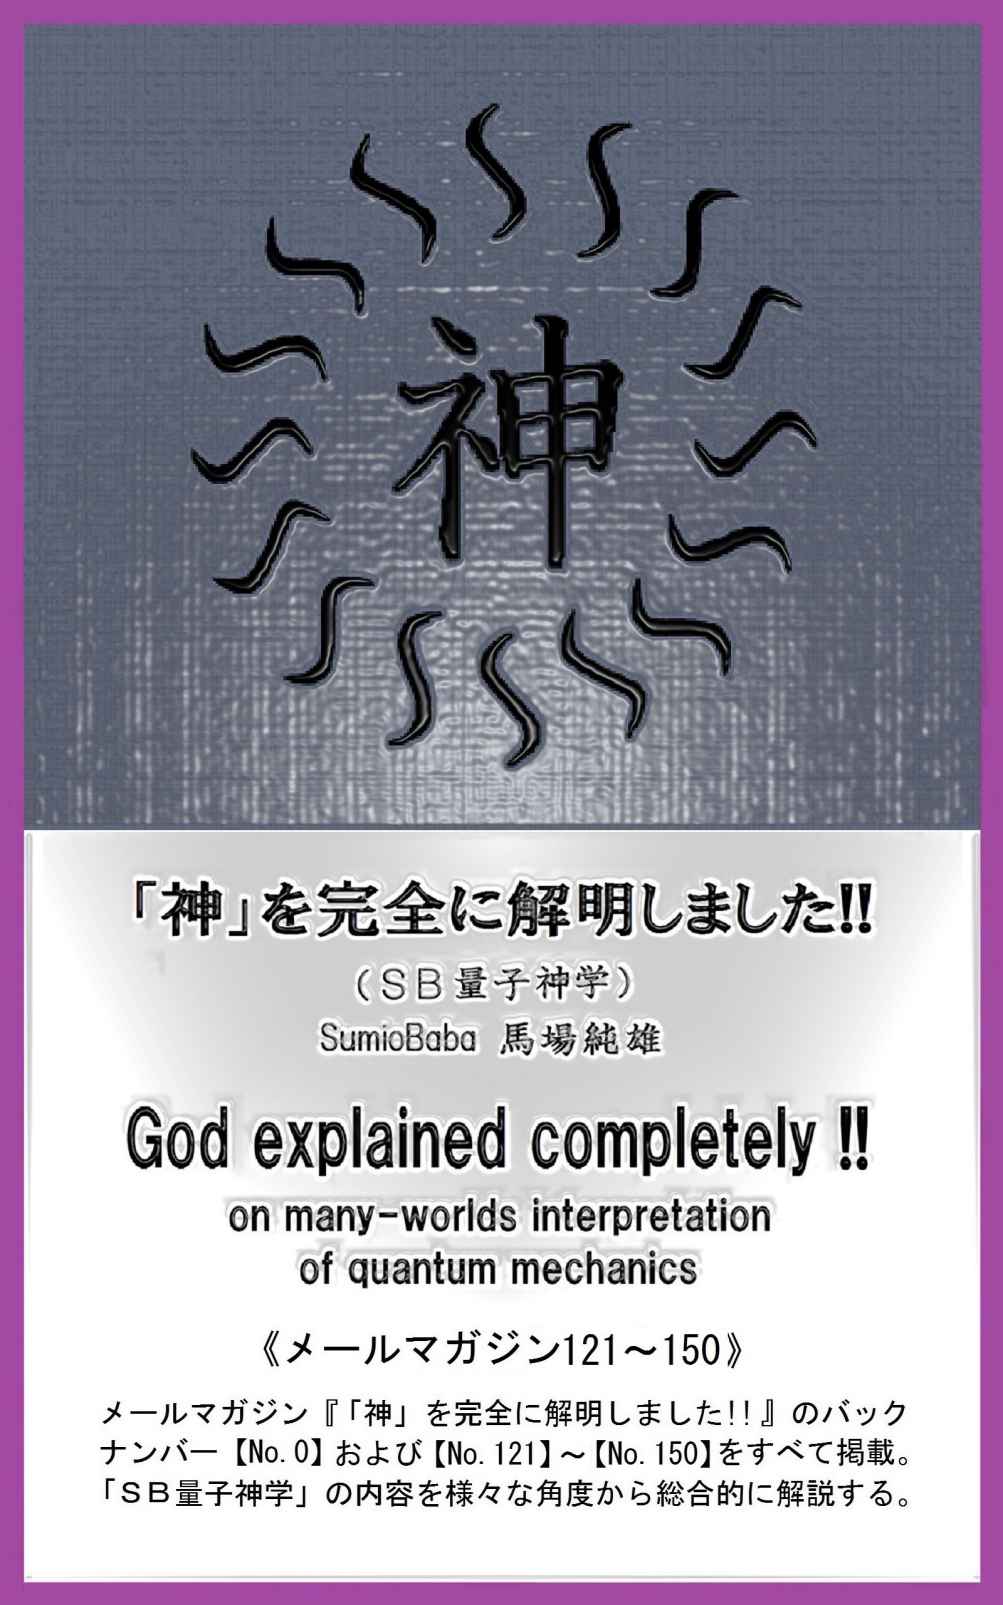 神
「神」を完全に解明しました!!
（ＳＢ量子神学）
SumioBaba 馬場純雄
God explained completely !!
on many-worlds interpretation
of quantum mechanics
《メールマガジン121～150》
メールマガジン『「神」を完全に解明しました!!』のバック
ナンバー【No.0】および【No.121】～【No.150】をすべて掲載。
「ＳＢ量子神学」の内容を様々な角度から総合的に解説する。